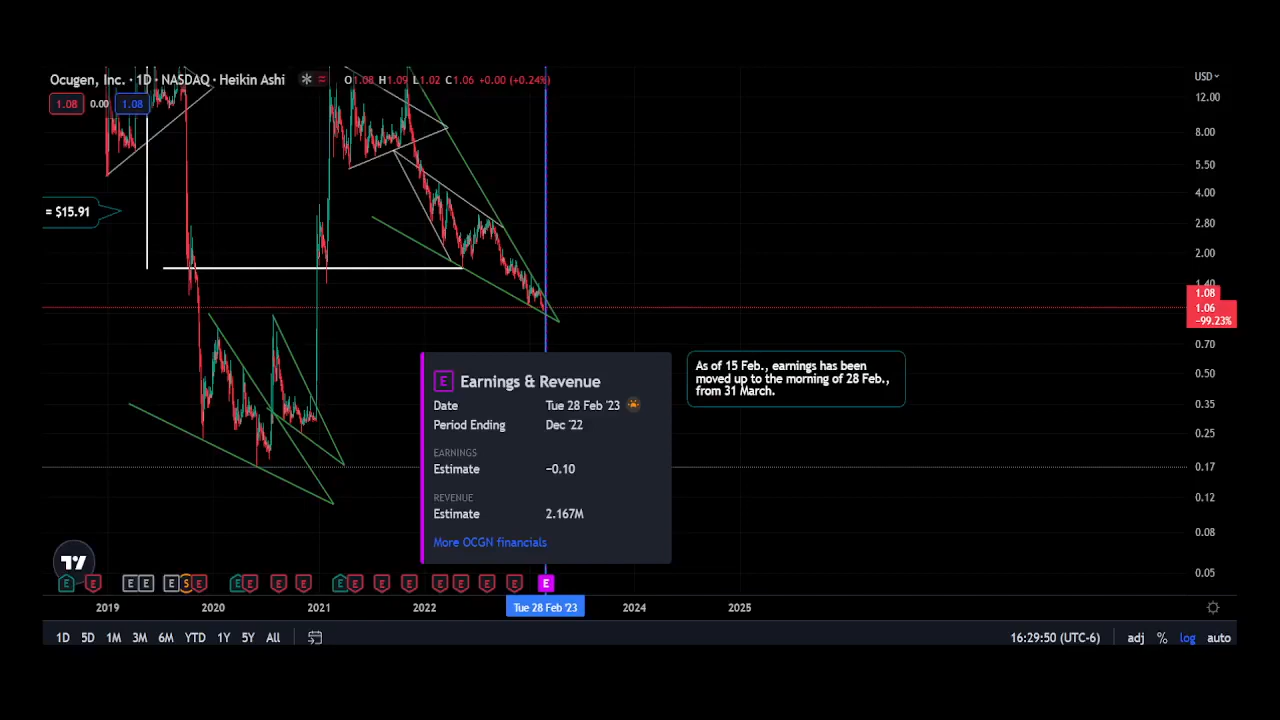 Ocugen, Inc. · 1D · NASDAQ · Heikin Ashi
O1.08 H1.09 L1.02 C1.06 +0.00 (+0.24%)
USD
1.08 0.00 1.08
12.00
8.00
5.50
4.00
= $15.91
2.80
2.00
1.40
1.08
1.06
−99.23%
0.70
0.50
0.35
0.25
0.17
0.12
0.08
0.05
E Earnings & Revenue
Date Tue 28 Feb '23
Period Ending Dec '22
EARNINGS
Estimate −0.10
REVENUE
Estimate 2.167M
More OCGN financials
As of 15 Feb., earnings has been
moved up to the morning of 28 Feb.,
from 31 March.
E E E E E S E E E E E E E E E E E E E E E
2019 2020 2021 2022 Tue 28 Feb '23 2024 2025
1D 5D 1M 3M 6M YTD 1Y 5Y All
16:29:50 (UTC-6) adj % log auto